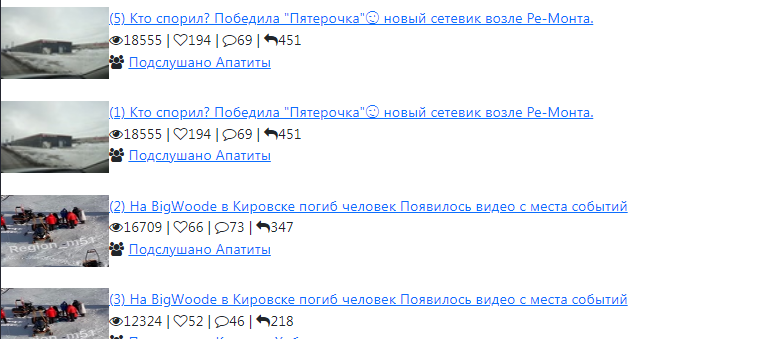 (5) Кто спорил? Победила "Пятерочка"🙂 новый сетевик возле Ре-Монта.
18555 | 194 | 69 | 451
Подслушано Апатиты
(1) Кто спорил? Победила "Пятерочка"🙂 новый сетевик возле Ре-Монта.
18555 | 194 | 69 | 451
Подслушано Апатиты
(2) На BigWoode в Кировске погиб человек Появилось видео с места событий
16709 | 66 | 73 | 347
Подслушано Апатиты
Region_m51
(3) На BigWoode в Кировске погиб человек Появилось видео с места событий
12324 | 52 | 46 | 218